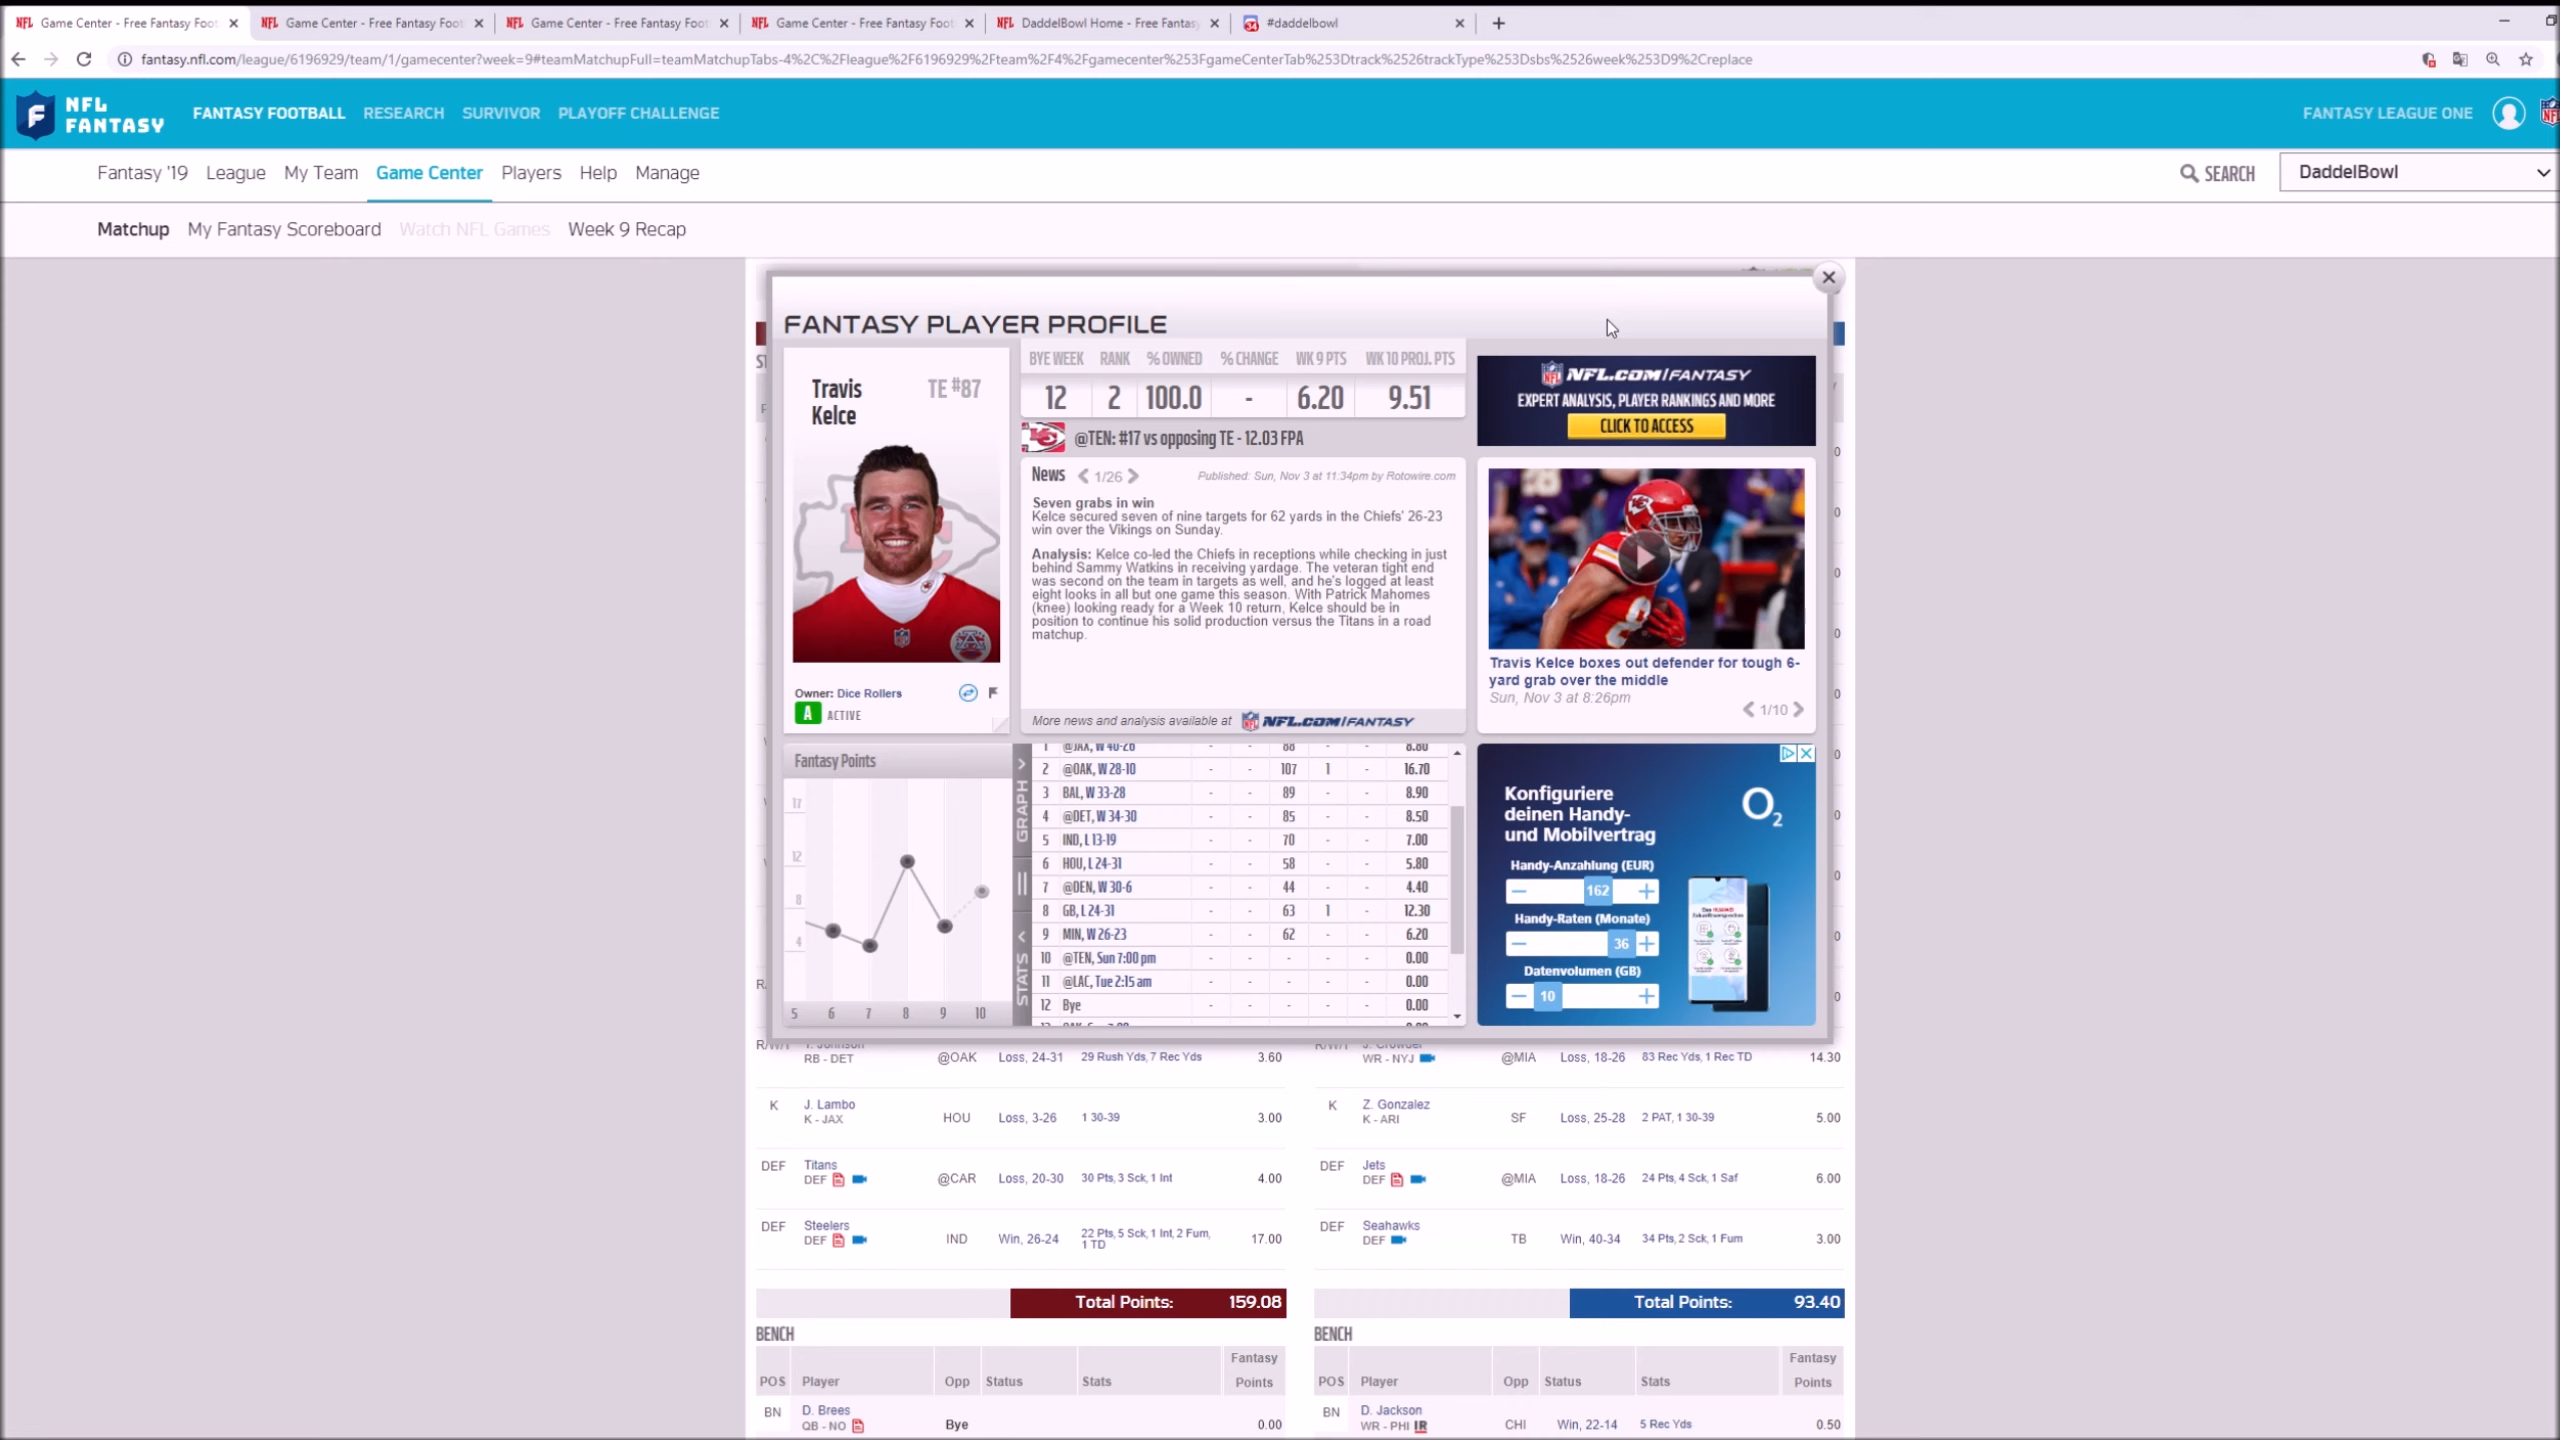 Game Center - Free Fantasy Foot
Game Center - Free Fantasy Foot
Game Center - Free Fantasy Foot
Game Center - Free Fantasy Foot
DaddelBowl Home - Free Fantasy
#daddelbowl
fantasy.nfl.com/league/6196929/team/1/gamecenter?week=9#teamMatchupFull=teamMatchupTabs-4%2C%2Fleague%2F6196929%2Fteam%2F4%2Fgamecenter%253FgameCenterTab%253Dtrack%2526trackType%253Dsbs%2526week%253D9%2Creplace
NFL FANTASY
FANTASY FOOTBALL RESEARCH SURVIVOR PLAYOFF CHALLENGE
FANTASY LEAGUE ONE
Fantasy '19 League My Team Game Center Players Help Manage
SEARCH
DaddelBowl
Matchup My Fantasy Scoreboard Watch NFL Games Week 9 Recap
FANTASY PLAYER PROFILE
Travis Kelce
TE #87
Owner: Dice Rollers
A ACTIVE
BYE WEEK RANK % OWNED % CHANGE WK 9 PTS WK 10 PROJ. PTS
12 2 100.0 - 6.20 9.51
@TEN: #17 vs opposing TE - 12.03 FPA
News 1/26 Published: Sun, Nov 3 at 11:34pm by Rotowire.com
Seven grabs in win
Kelce secured seven of nine targets for 62 yards in the Chiefs' 26-23
win over the Vikings on Sunday.
Analysis: Kelce co-led the Chiefs in receptions while checking in just
behind Sammy Watkins in receiving yardage. The veteran tight end
was second on the team in targets as well, and he's logged at least
eight looks in all but one game this season. With Patrick Mahomes
(knee) looking ready for a Week 10 return, Kelce should be in
position to continue his solid production versus the Titans in a road
matchup.
More news and analysis available at NFL.COM/FANTASY
NFL.COM/FANTASY
EXPERT ANALYSIS, PLAYER RANKINGS AND MORE
CLICK TO ACCESS
Travis Kelce boxes out defender for tough 6-
yard grab over the middle
Sun, Nov 3 at 8:26pm
1/10
Fantasy Points
17
12
8
4
5 6 7 8 9 10
GRAPH
STATS
1 @JAX, W 40-26 - - 88 - - 8.80
2 @OAK, W 28-10 - - 107 1 - 16.70
3 BAL, W 33-28 - - 89 - - 8.90
4 @DET, W 34-30 - - 85 - - 8.50
5 IND, L 13-19 - - 70 - - 7.00
6 HOU, L 24-31 - - 58 - - 5.80
7 @DEN, W 30-6 - - 44 - - 4.40
8 GB, L 24-31 - - 63 1 - 12.30
9 MIN, W 26-23 - - 62 - - 6.20
10 @TEN, Sun 7:00 pm - - - - - 0.00
11 @LAC, Tue 2:15 am - - - - - 0.00
12 Bye - - - - - 0.00
Konfiguriere
deinen Handy-
und Mobilvertrag
O2
Handy-Anzahlung (EUR)
− 162 +
Handy-Raten (Monate)
− 36 +
Datenvolumen (GB)
− 10 +
R/W/T T. Johnson
RB - DET @OAK Loss, 24-31 29 Rush Yds, 7 Rec Yds 3.60
R/W/T J. Crowder
WR - NYJ @MIA Loss, 18-26 83 Rec Yds, 1 Rec TD 14.30
K J. Lambo
K - JAX HOU Loss, 3-26 1 30-39 3.00
K Z. Gonzalez
K - ARI SF Loss, 25-28 2 PAT, 1 30-39 5.00
DEF Titans
DEF @CAR Loss, 20-30 30 Pts, 3 Sck, 1 Int 4.00
DEF Jets
DEF @MIA Loss, 18-26 24 Pts, 4 Sck, 1 Saf 6.00
DEF Steelers
DEF IND Win, 26-24 22 Pts, 5 Sck, 1 Int, 2 Fum,
1 TD 17.00
DEF Seahawks
DEF TB Win, 40-34 34 Pts, 2 Sck, 1 Fum 3.00
Total Points: 159.08
Total Points: 93.40
BENCH
POS Player Opp Status Stats Fantasy Points
BN D. Brees
QB - NO Bye 0.00
BENCH
POS Player Opp Status Stats Fantasy Points
BN D. Jackson
WR - PHI IR CHI Win, 22-14 5 Rec Yds 0.50